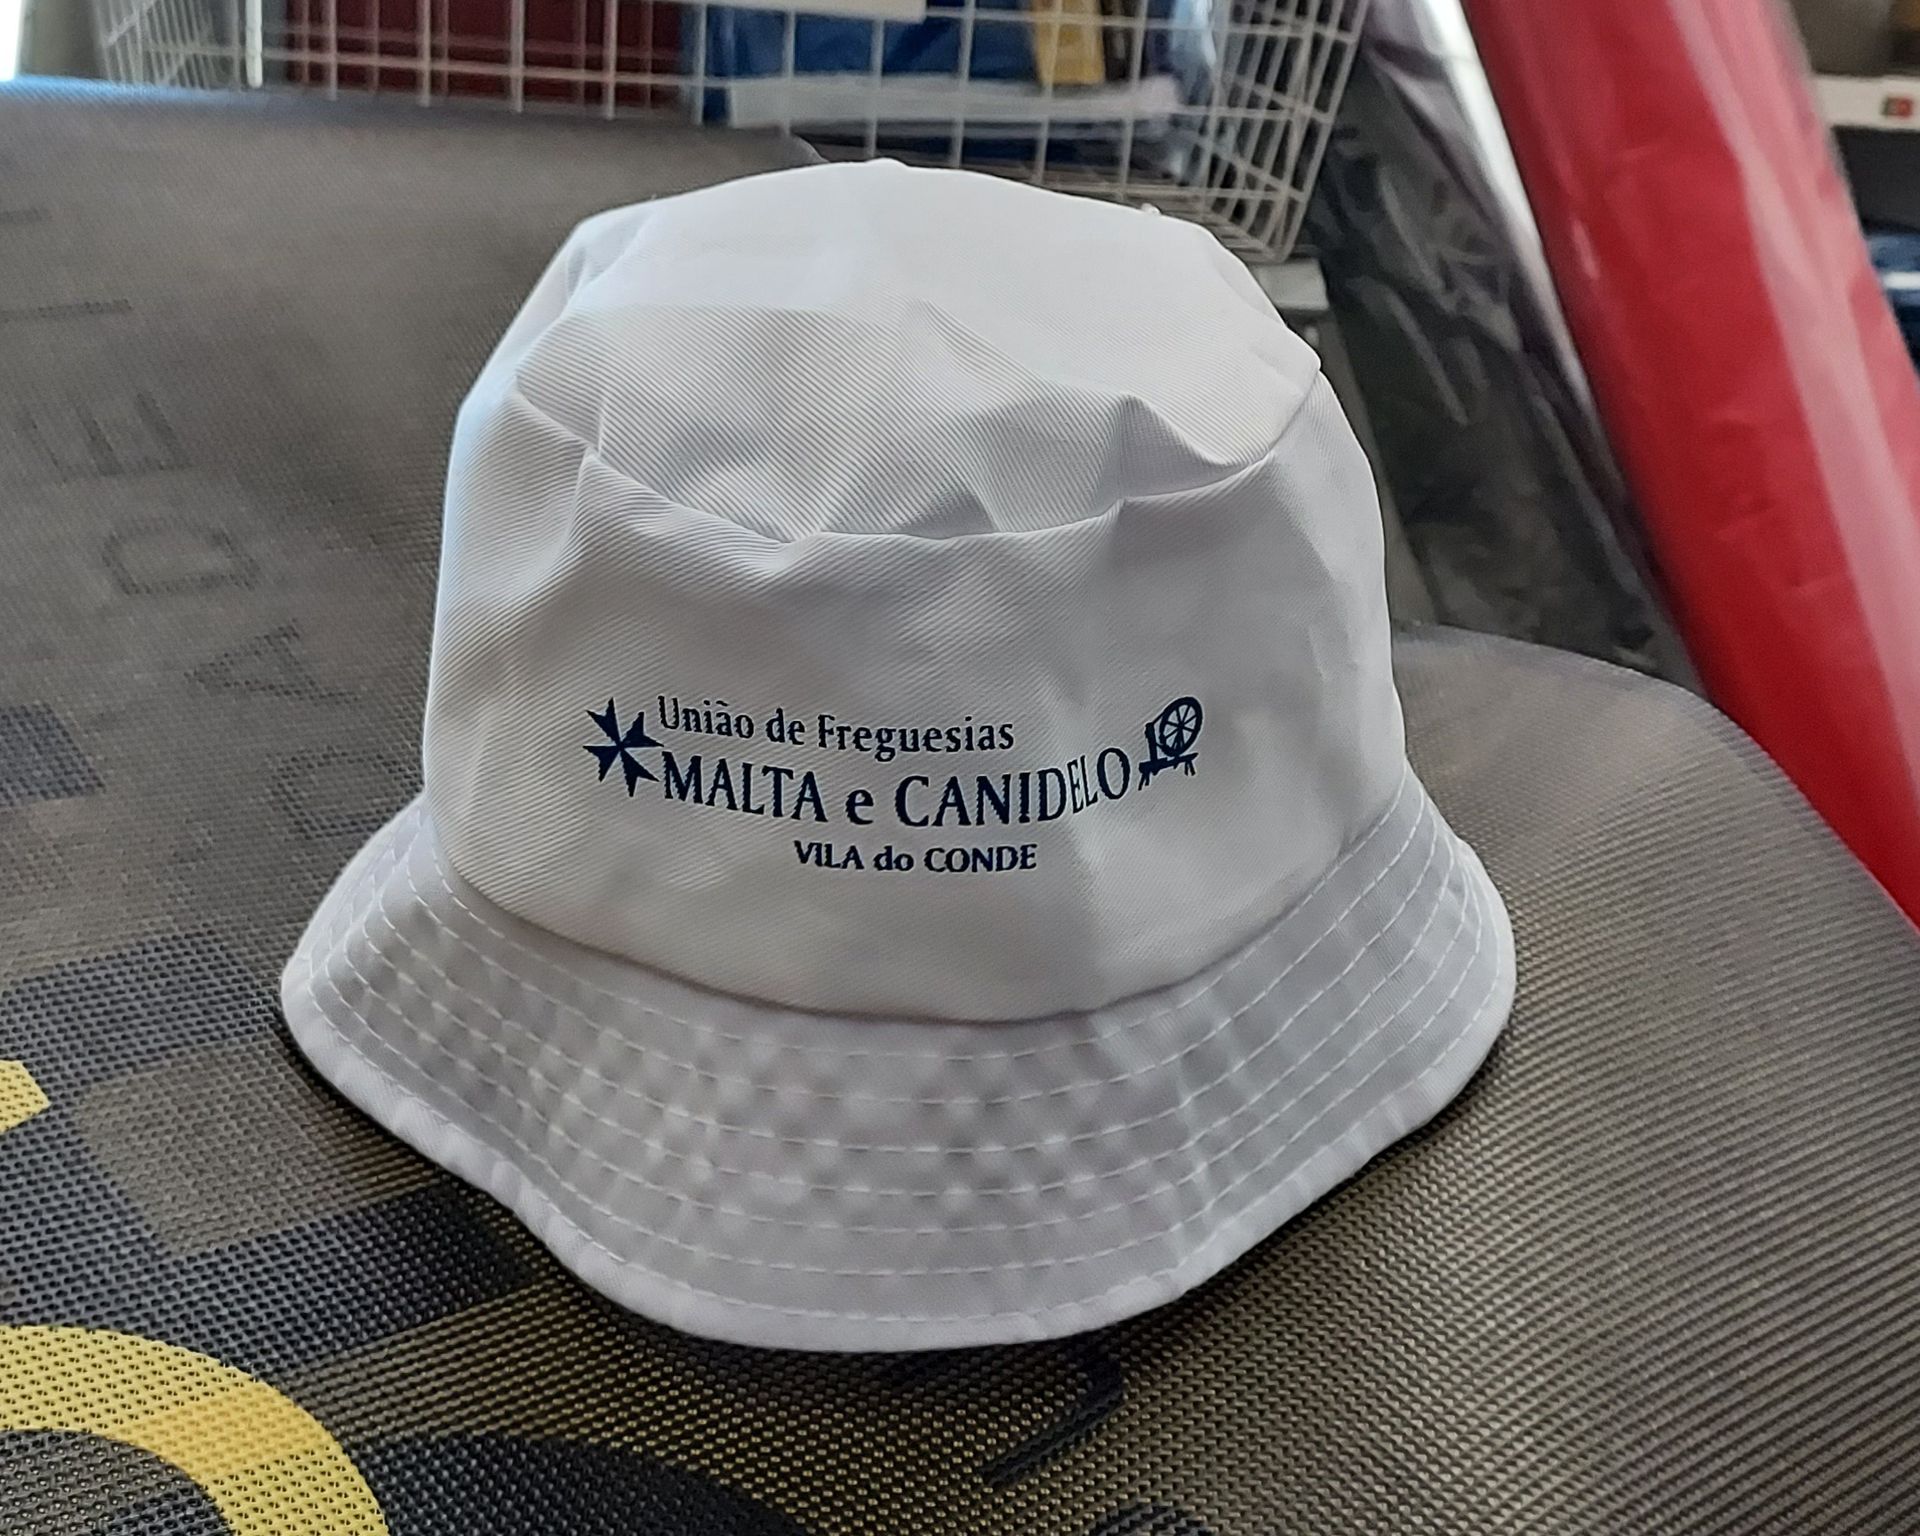 União de Freguesias
MALTA e CANIDELO
VILA do CONDE